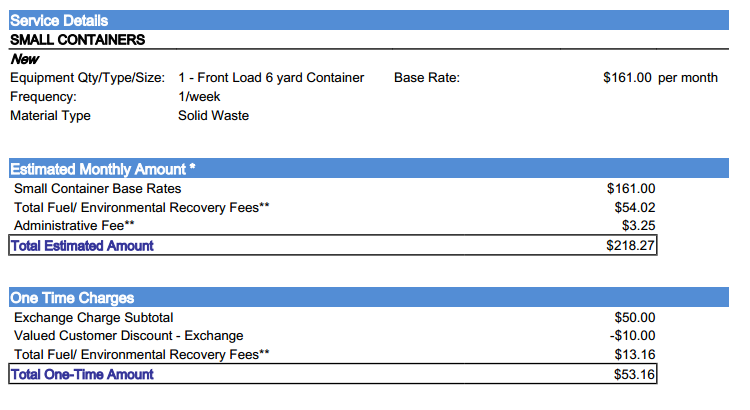 Service Details
SMALL CONTAINERS
New
Equipment Qty/Type/Size: 1 - Front Load 6 yard Container Base Rate: $161.00 per month
Frequency: 1/week
Material Type Solid Waste
Estimated Monthly Amount *
Small Container Base Rates $161.00
Total Fuel/ Environmental Recovery Fees** $54.02
Administrative Fee** $3.25
Total Estimated Amount $218.27
One Time Charges
Exchange Charge Subtotal $50.00
Valued Customer Discount - Exchange -$10.00
Total Fuel/ Environmental Recovery Fees** $13.16
Total One-Time Amount $53.16